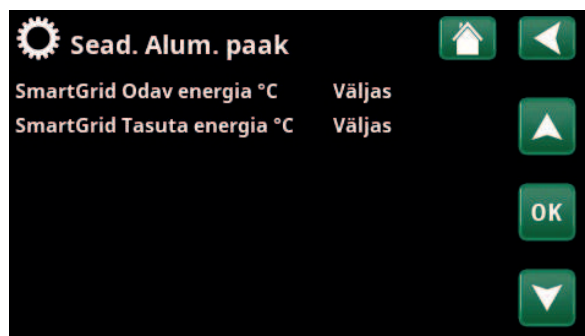 Sead. Alum. paak
SmartGrid Odav energia °C Väljas
SmartGrid Tasuta energia °C Väljas
OK